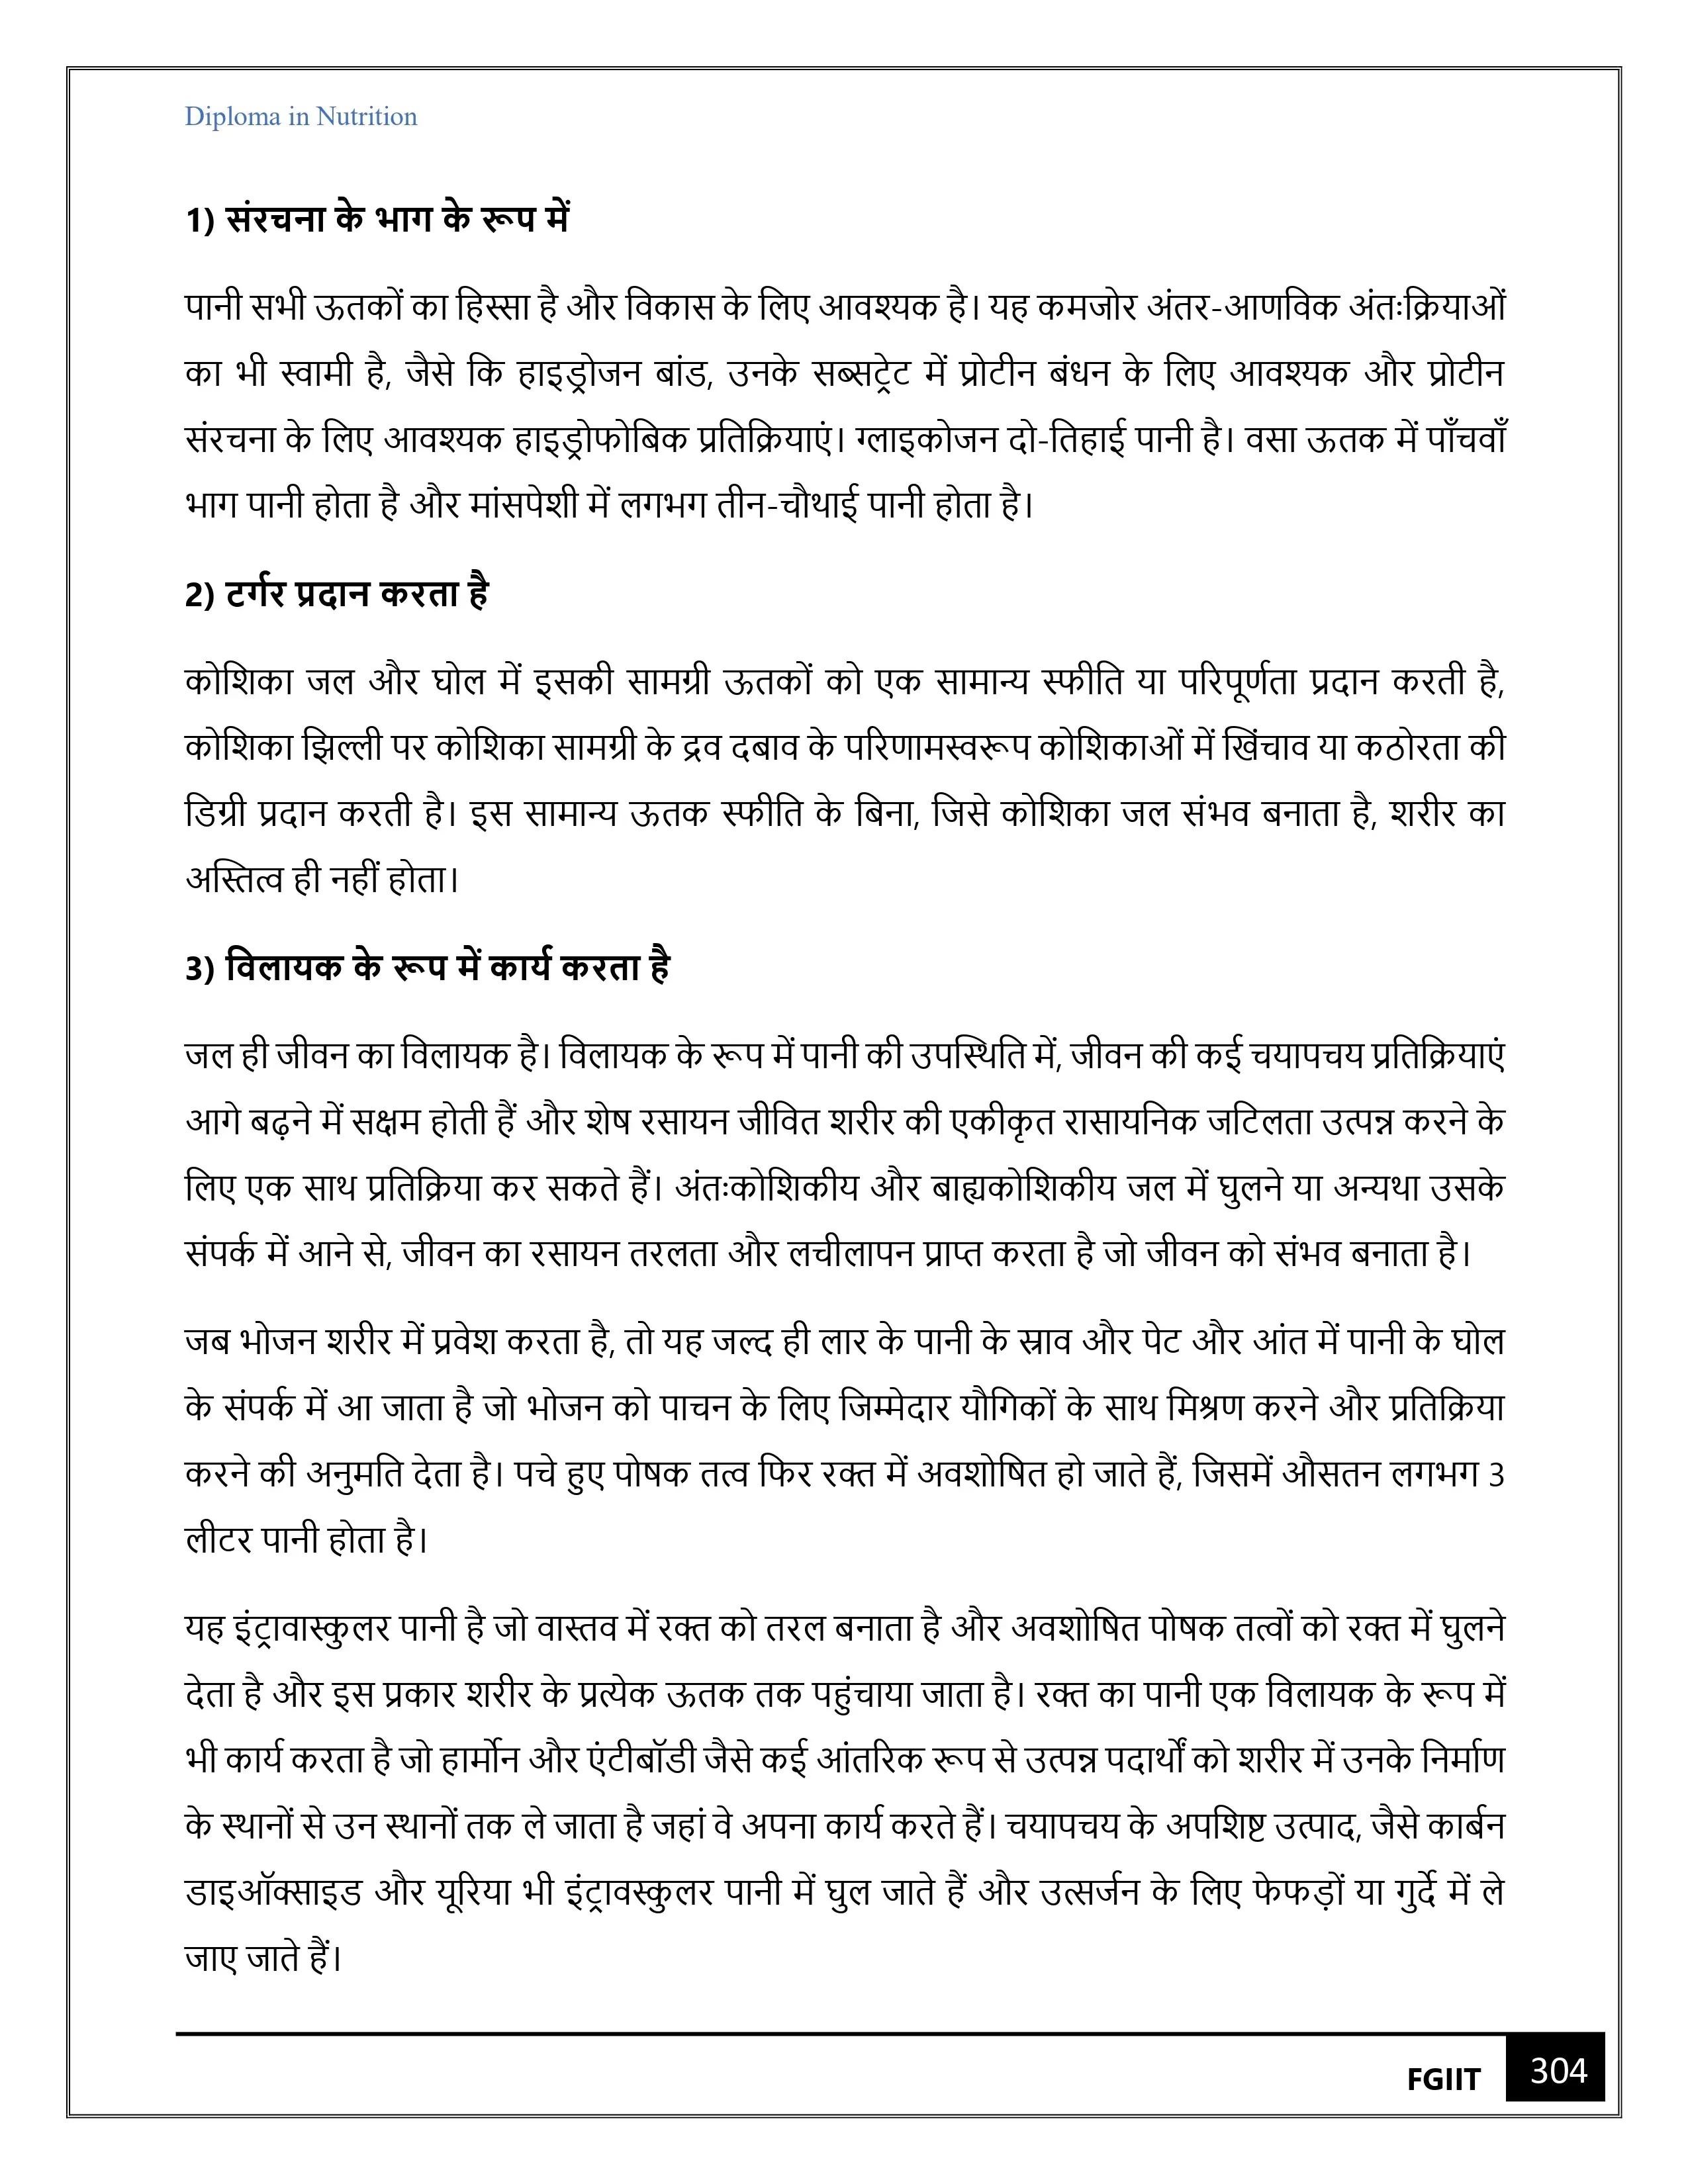 Diploma in Nutrition
1) संरचना के भाग के रूप में
पानी सभी ऊतकों का हिस्सा है और विकास के लिए आवश्यक है। यह कमजोर अंतर-आणविक अंतःक्रियाओं
का भी स्वामी है, जैसे कि हाइड्रोजन बांड, उनके सब्सट्रेट में प्रोटीन बंधन के लिए आवश्यक और प्रोटीन
संरचना के लिए आवश्यक हाइड्रोफोबिक प्रतिक्रियाएं। ग्लाइकोजन दो-तिहाई पानी है। वसा ऊतक में पाँचवाँ
भाग पानी होता है और मांसपेशी में लगभग तीन-चौथाई पानी होता है।
2) टर्गर प्रदान करता है
कोशिका जल और घोल में इसकी सामग्री ऊतकों को एक सामान्य स्फीति या परिपूर्णता प्रदान करती है,
कोशिका झिल्ली पर कोशिका सामग्री के द्रव दबाव के परिणामस्वरूप कोशिकाओं में खिंचाव या कठोरता की
डिग्री प्रदान करती है। इस सामान्य ऊतक स्फीति के बिना, जिसे कोशिका जल संभव बनाता है, शरीर का
अस्तित्व ही नहीं होता।
3) विलायक के रूप में कार्य करता है
जल ही जीवन का विलायक है। विलायक के रूप में पानी की उपस्थिति में, जीवन की कई चयापचय प्रतिक्रियाएं
आगे बढ़ने में सक्षम होती हैं और शेष रसायन जीवित शरीर की एकीकृत रासायनिक जटिलता उत्पन्न करने के
लिए एक साथ प्रतिक्रिया कर सकते हैं। अंतःकोशिकीय और बाह्यकोशिकीय जल में घुलने या अन्यथा उसके
संपर्क में आने से, जीवन का रसायन तरलता और लचीलापन प्राप्त करता है जो जीवन को संभव बनाता है।
जब भोजन शरीर में प्रवेश करता है, तो यह जल्द ही लार के पानी के स्राव और पेट और आंत में पानी के घोल
के संपर्क में आ जाता है जो भोजन को पाचन के लिए जिम्मेदार यौगिकों के साथ मिश्रण करने और प्रतिक्रिया
करने की अनुमति देता है। पचे हुए पोषक तत्व फिर रक्त में अवशोषित हो जाते हैं, जिसमें औसतन लगभग 3
लीटर पानी होता है।
यह इंट्रावास्कुलर पानी है जो वास्तव में रक्त को तरल बनाता है और अवशोषित पोषक तत्वों को रक्त में घुलने
देता है और इस प्रकार शरीर के प्रत्येक ऊतक तक पहुंचाया जाता है। रक्त का पानी एक विलायक के रूप में
भी कार्य करता है जो हार्मोन और एंटीबॉडी जैसे कई आंतरिक रूप से उत्पन्न पदार्थों को शरीर में उनके निर्माण
के स्थानों से उन स्थानों तक ले जाता है जहां वे अपना कार्य करते हैं। चयापचय के अपशिष्ट उत्पाद, जैसे कार्बन
डाइऑक्साइड और यूरिया भी इंट्रावस्कुलर पानी में घुल जाते हैं और उत्सर्जन के लिए फेफड़ों या गुर्दे में ले
जाए जाते हैं।
FGIIT 304